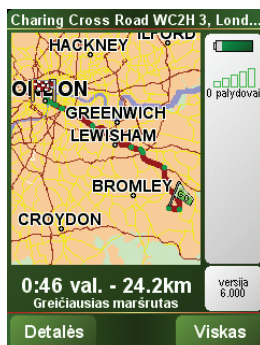 Charing Cross Road WC2H 3, Lond...
HACKNEY
ILFORD
GREENWICH
LEWISHAM
BROMLEY
CROYDON
0 palydovai
0:46 val. - 24.2km
Greičiausias maršrutas
versija
6.000
Detalės
Viskas